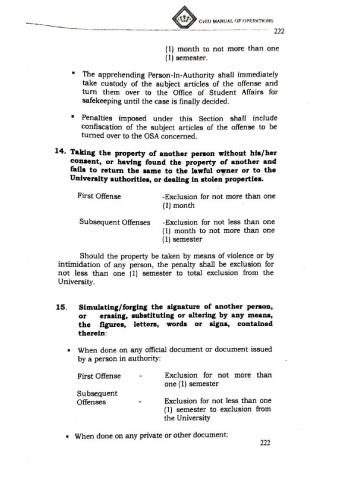 CvSU MANUAL OF OPERATIONS
222
(1) month to not more than one
(1) semester.
▪ The apprehending Person-In-Authority shall immediately
take custody of the subject articles of the offense and
turn them over to the Office of Student Affairs for
safekeeping until the case is finally decided.
▪ Penalties imposed under this Section shall include
confiscation of the subject articles of the offense to be
turned over to the OSA concerned.
14. Taking the property of another person without his/her
consent, or having found the property of another and
fails to return the same to the lawful owner or to the
University authorities, or dealing in stolen properties.
First Offense -Exclusion for not more than one
(1) month
Subsequent Offenses -Exclusion for not less than one
(1) month to not more than one
(1) semester
Should the property be taken by means of violence or by
intimidation of any person, the penalty shall be exclusion for
not less than one (1) semester to total exclusion from the
University.
15. Simulating/forging the signature of another person,
or erasing, substituting or altering by any means,
the figures, letters, words or signs, contained
therein:
• When done on any official document or document issued
by a person in authority:
First Offense - Exclusion for not more than
one (1) semester
Subsequent
Offenses - Exclusion for not less than one
(1) semester to exclusion from
the University
• When done on any private or other document:
222